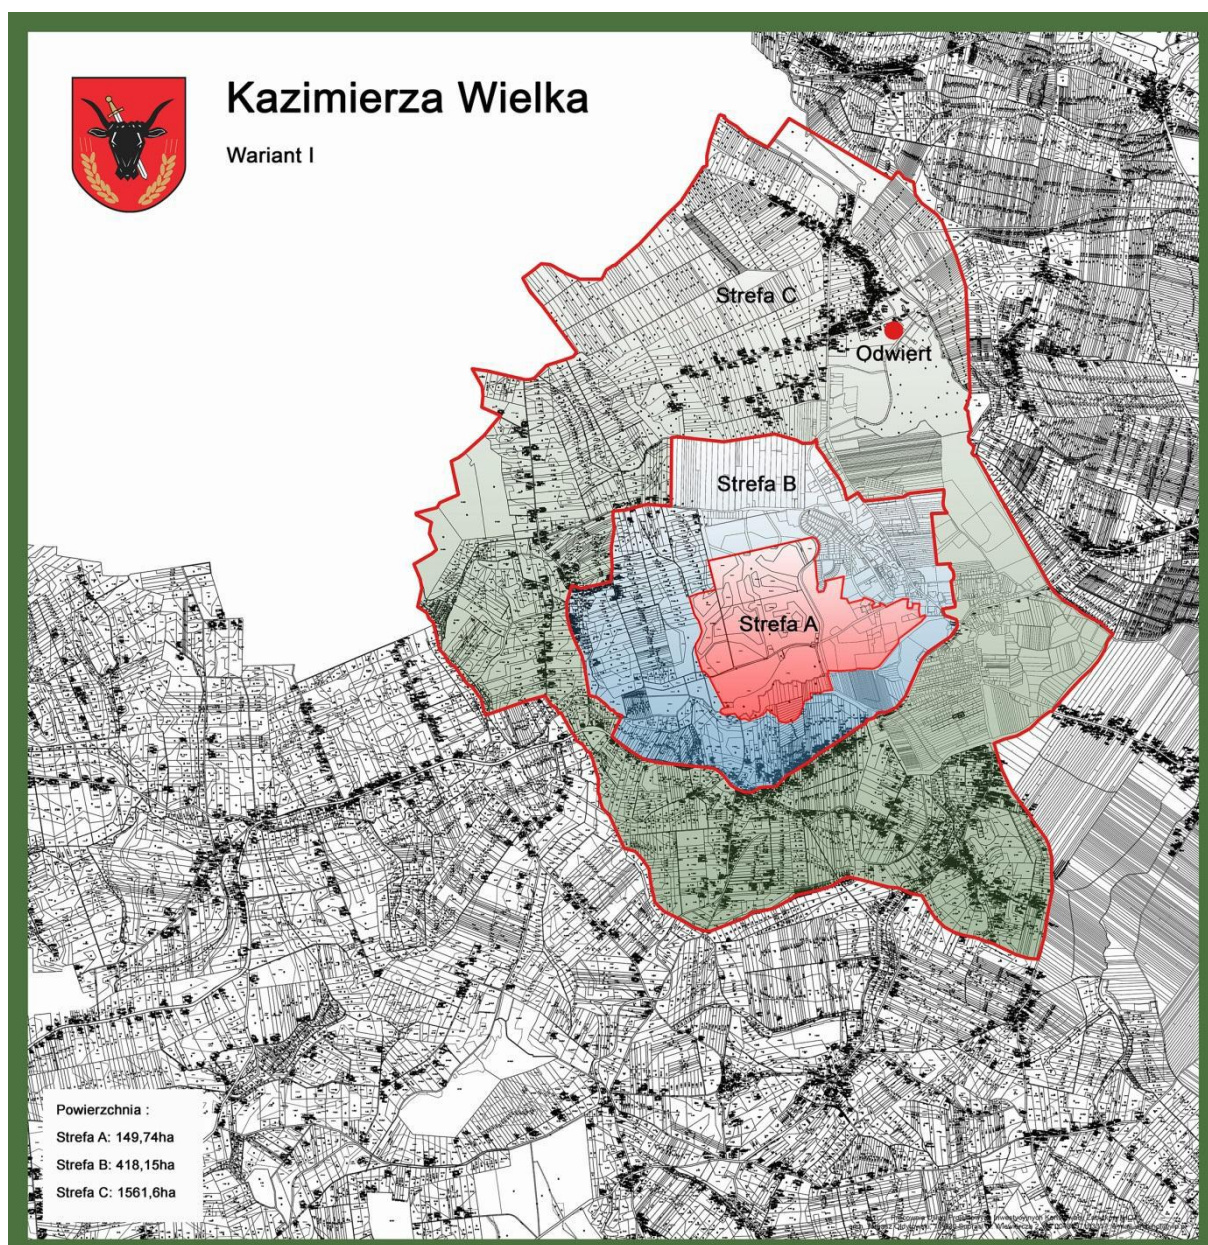 Kazimierza Wielka
Wariant I
Strefa C
Odwiert
Strefa B
Strefa A
Powierzchnia :
Strefa A: 149,74ha
Strefa B: 418,15ha
Strefa C: 1561,6ha